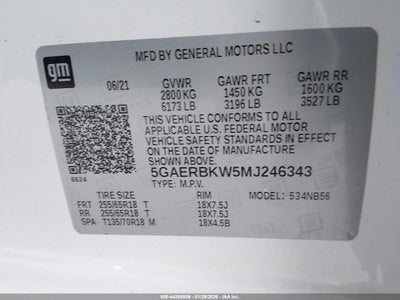 gm
MFD BY GENERAL MOTORS LLC
06/21 GVWR GAWR FRT GAWR RR
2800 KG 1450 KG 1600 KG
6173 LB 3196 LB 3527 LB
THIS VEHICLE CONFORMS TO ALL
APPLICABLE U.S. FEDERAL MOTOR
VEHICLE SAFETY STANDARDS IN EFFECT
ON THE DATE OF MANUFACTURE
SHOWN ABOVE.
5GAERBKW5MJ246343
8624 TYPE: M.P.V. MODEL: 534NB56
TIRE SIZE RIM
FRT 255/65R18 T 18X7.5J
RR 255/65R18 T 18X7.5J
SPA T135/70R18 M 18X4.5B